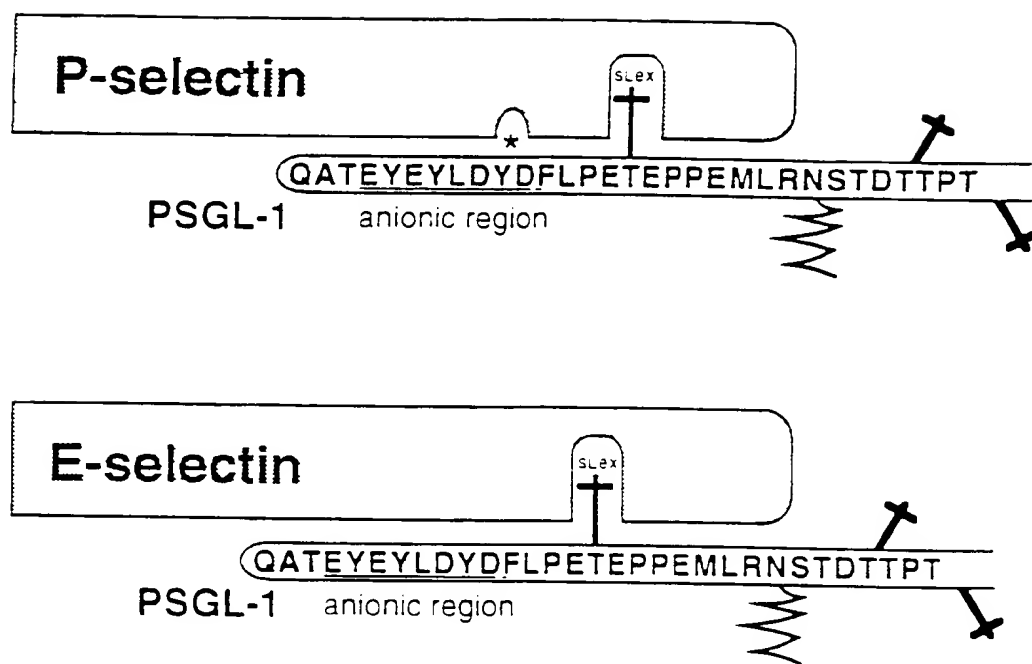 P-selectin
sLex
*
QATEYEYLDYDFLPETEPPEMLRNSTDTTPT
PSGL-1 anionic region
E-selectin
sLex
QATEYEYLDYDFLPETEPPEMLRNSTDTTPT
PSGL-1 anionic region